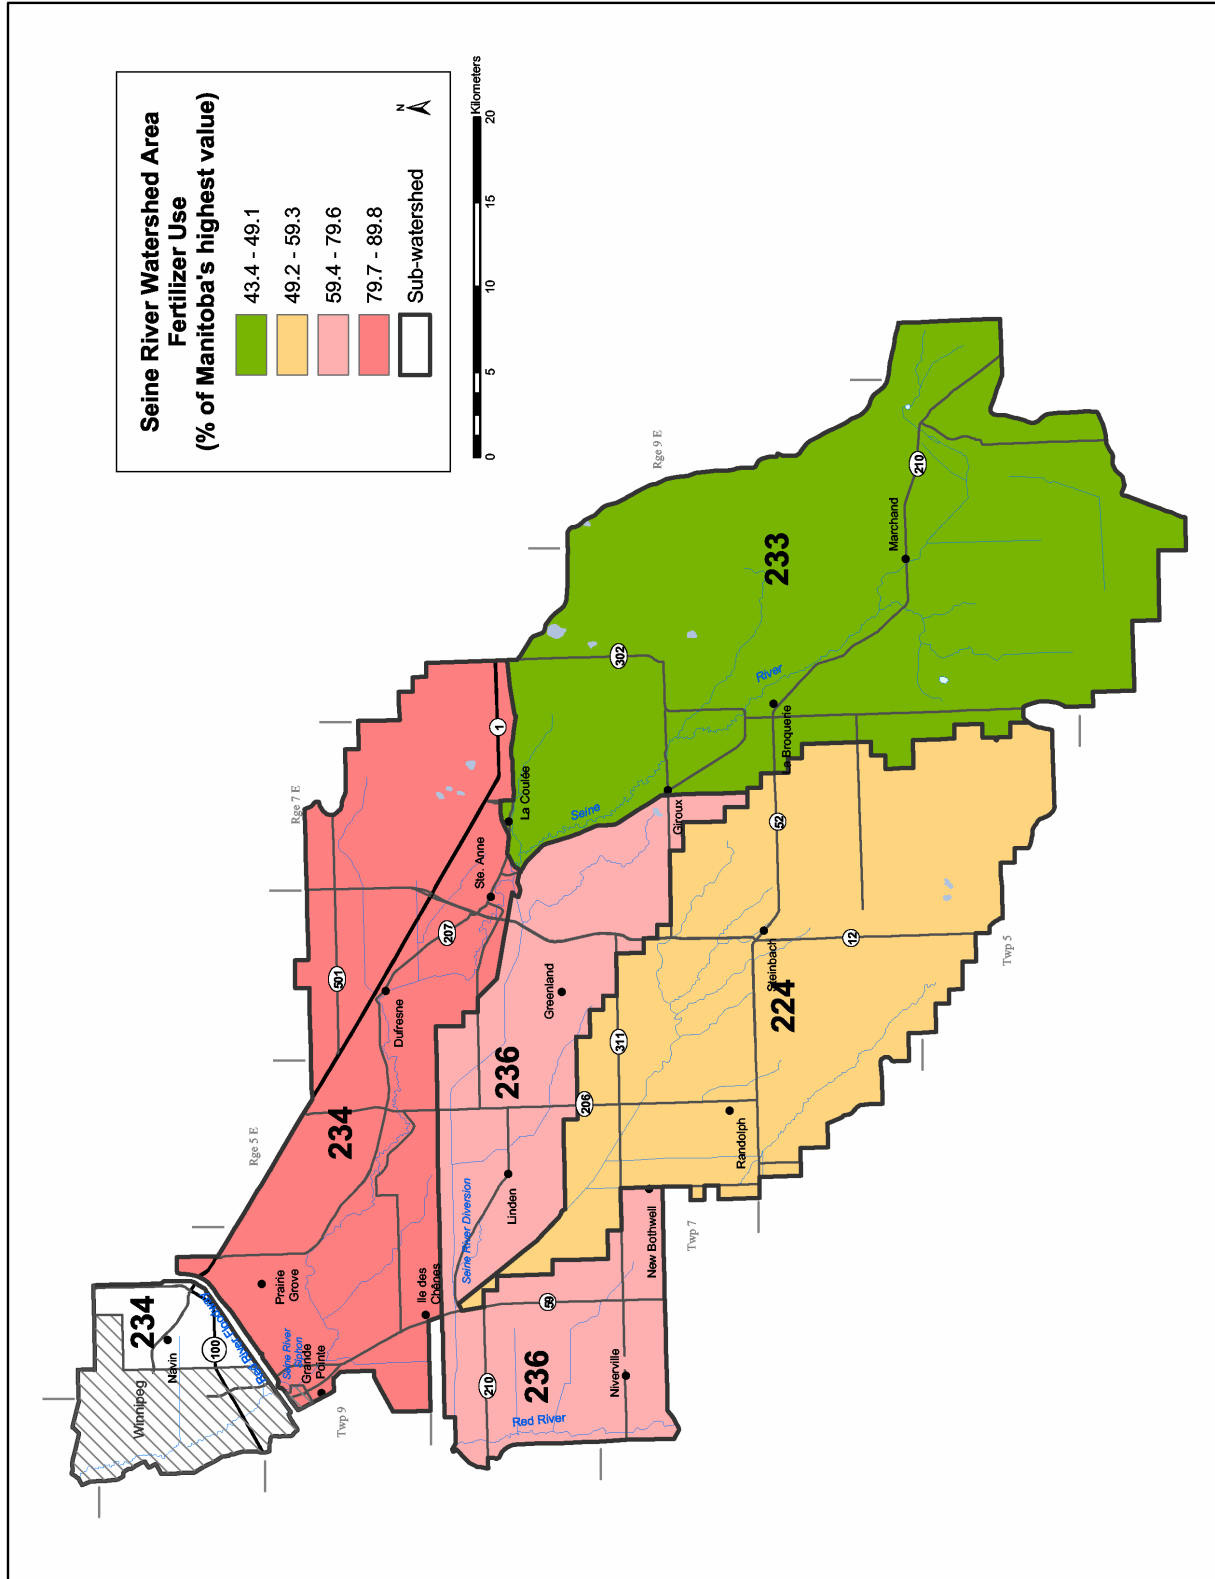 Seine River Watershed Area
Fertilizer Use
(% of Manitoba's highest value)
43.4 - 49.1
49.2 - 59.3
59.4 - 79.6
79.7 - 89.8
Sub-watershed
N
0
5
10
15
20
Kilometers
Winnipeg
Navin
234
100
Red River Floodway
Seine River
Siphon
Grande
Pointe
Prairie
Grove
Twp 9
Rge 5 E
234
Ile des
Chênes
501
Dufresne
207
Rge 7 E
Ste. Anne
1
La Coulée
Seine River Diversion
Linden
236
Greenland
210
59
236
Red River
Niverville
New Bothwell
Twp 7
206
311
Randolph
224
Steinbach
12
52
Twp 5
Seine
Giroux
302
River
La Broquerie
233
Rge 9 E
Marchand
210